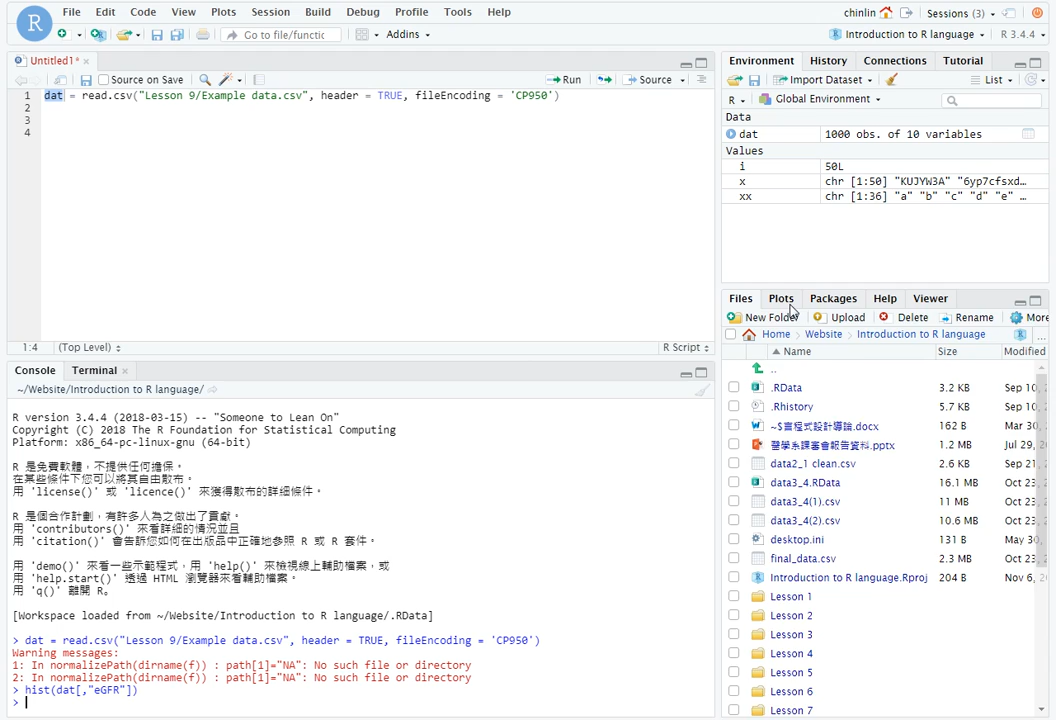 File Edit Code View Plots Session Build Debug Profile Tools Help
chinlin Sessions (3)
R
Go to file/functic Addins
Introduction to R language R 3.4.4
Untitled1*
Source on Save Run Source
1 dat = read.csv("Lesson 9/Example data.csv", header = TRUE, fileEncoding = 'CP950')
2
3
4
1:4 (Top Level) R Script
Environment History Connections Tutorial
Import Dataset List
R Global Environment
Data
dat 1000 obs. of 10 variables
Values
i 50L
x chr [1:50] "KUJYW3A" "6yp7cfsxd…
xx chr [1:36] "a" "b" "c" "d" "e" …
Console Terminal
~/Website/Introduction to R language/
R version 3.4.4 (2018-03-15) -- "Someone to Lean On"
Copyright (C) 2018 The R Foundation for Statistical Computing
Platform: x86_64-pc-linux-gnu (64-bit)
R 是免費軟體，不提供任何擔保。
在某些條件下您可以將其自由散布。
用 'license()' 或 'licence()' 來獲得散布的詳細條件。
R 是個合作計劃，有許多人為之做出了貢獻。
用 'contributors()' 來看詳細的情況並且
用 'citation()' 會告訴您如何在出版品中正確地參照 R 或 R 套件。
用 'demo()' 來看一些示範程式，用 'help()' 來檢視線上輔助檔案，或
用 'help.start()' 透過 HTML 瀏覽器來看輔助檔案。
用 'q()' 離開 R。
[Workspace loaded from ~/Website/Introduction to R language/.RData]
> dat = read.csv("Lesson 9/Example data.csv", header = TRUE, fileEncoding = 'CP950')
Warning messages:
1: In normalizePath(dirname(f)) : path[1]="NA": No such file or directory
2: In normalizePath(dirname(f)) : path[1]="NA": No such file or directory
> hist(dat[,"eGFR"])
>
Files Plots Packages Help Viewer
New Folder Upload Delete Rename More
Home Website Introduction to R language R …
Name Size Modified
..
.RData 3.2 KB Sep 10,
.Rhistory 5.7 KB Sep 10,
~$言程式設計導論.docx 162 B Mar 30,
醫學系課審會報告資料.pptx 1.2 MB Jul 29,
data2_1 clean.csv 2.6 KB Sep 21,
data3_4.RData 16.1 MB Oct 23,
data3_4(1).csv 11 MB Oct 23,
data3_4(2).csv 10.6 MB Oct 23,
desktop.ini 131 B May 30,
final_data.csv 2.3 MB Oct 23,
Introduction to R language.Rproj 204 B Nov 6,
Lesson 1
Lesson 2
Lesson 3
Lesson 4
Lesson 5
Lesson 6
Lesson 7